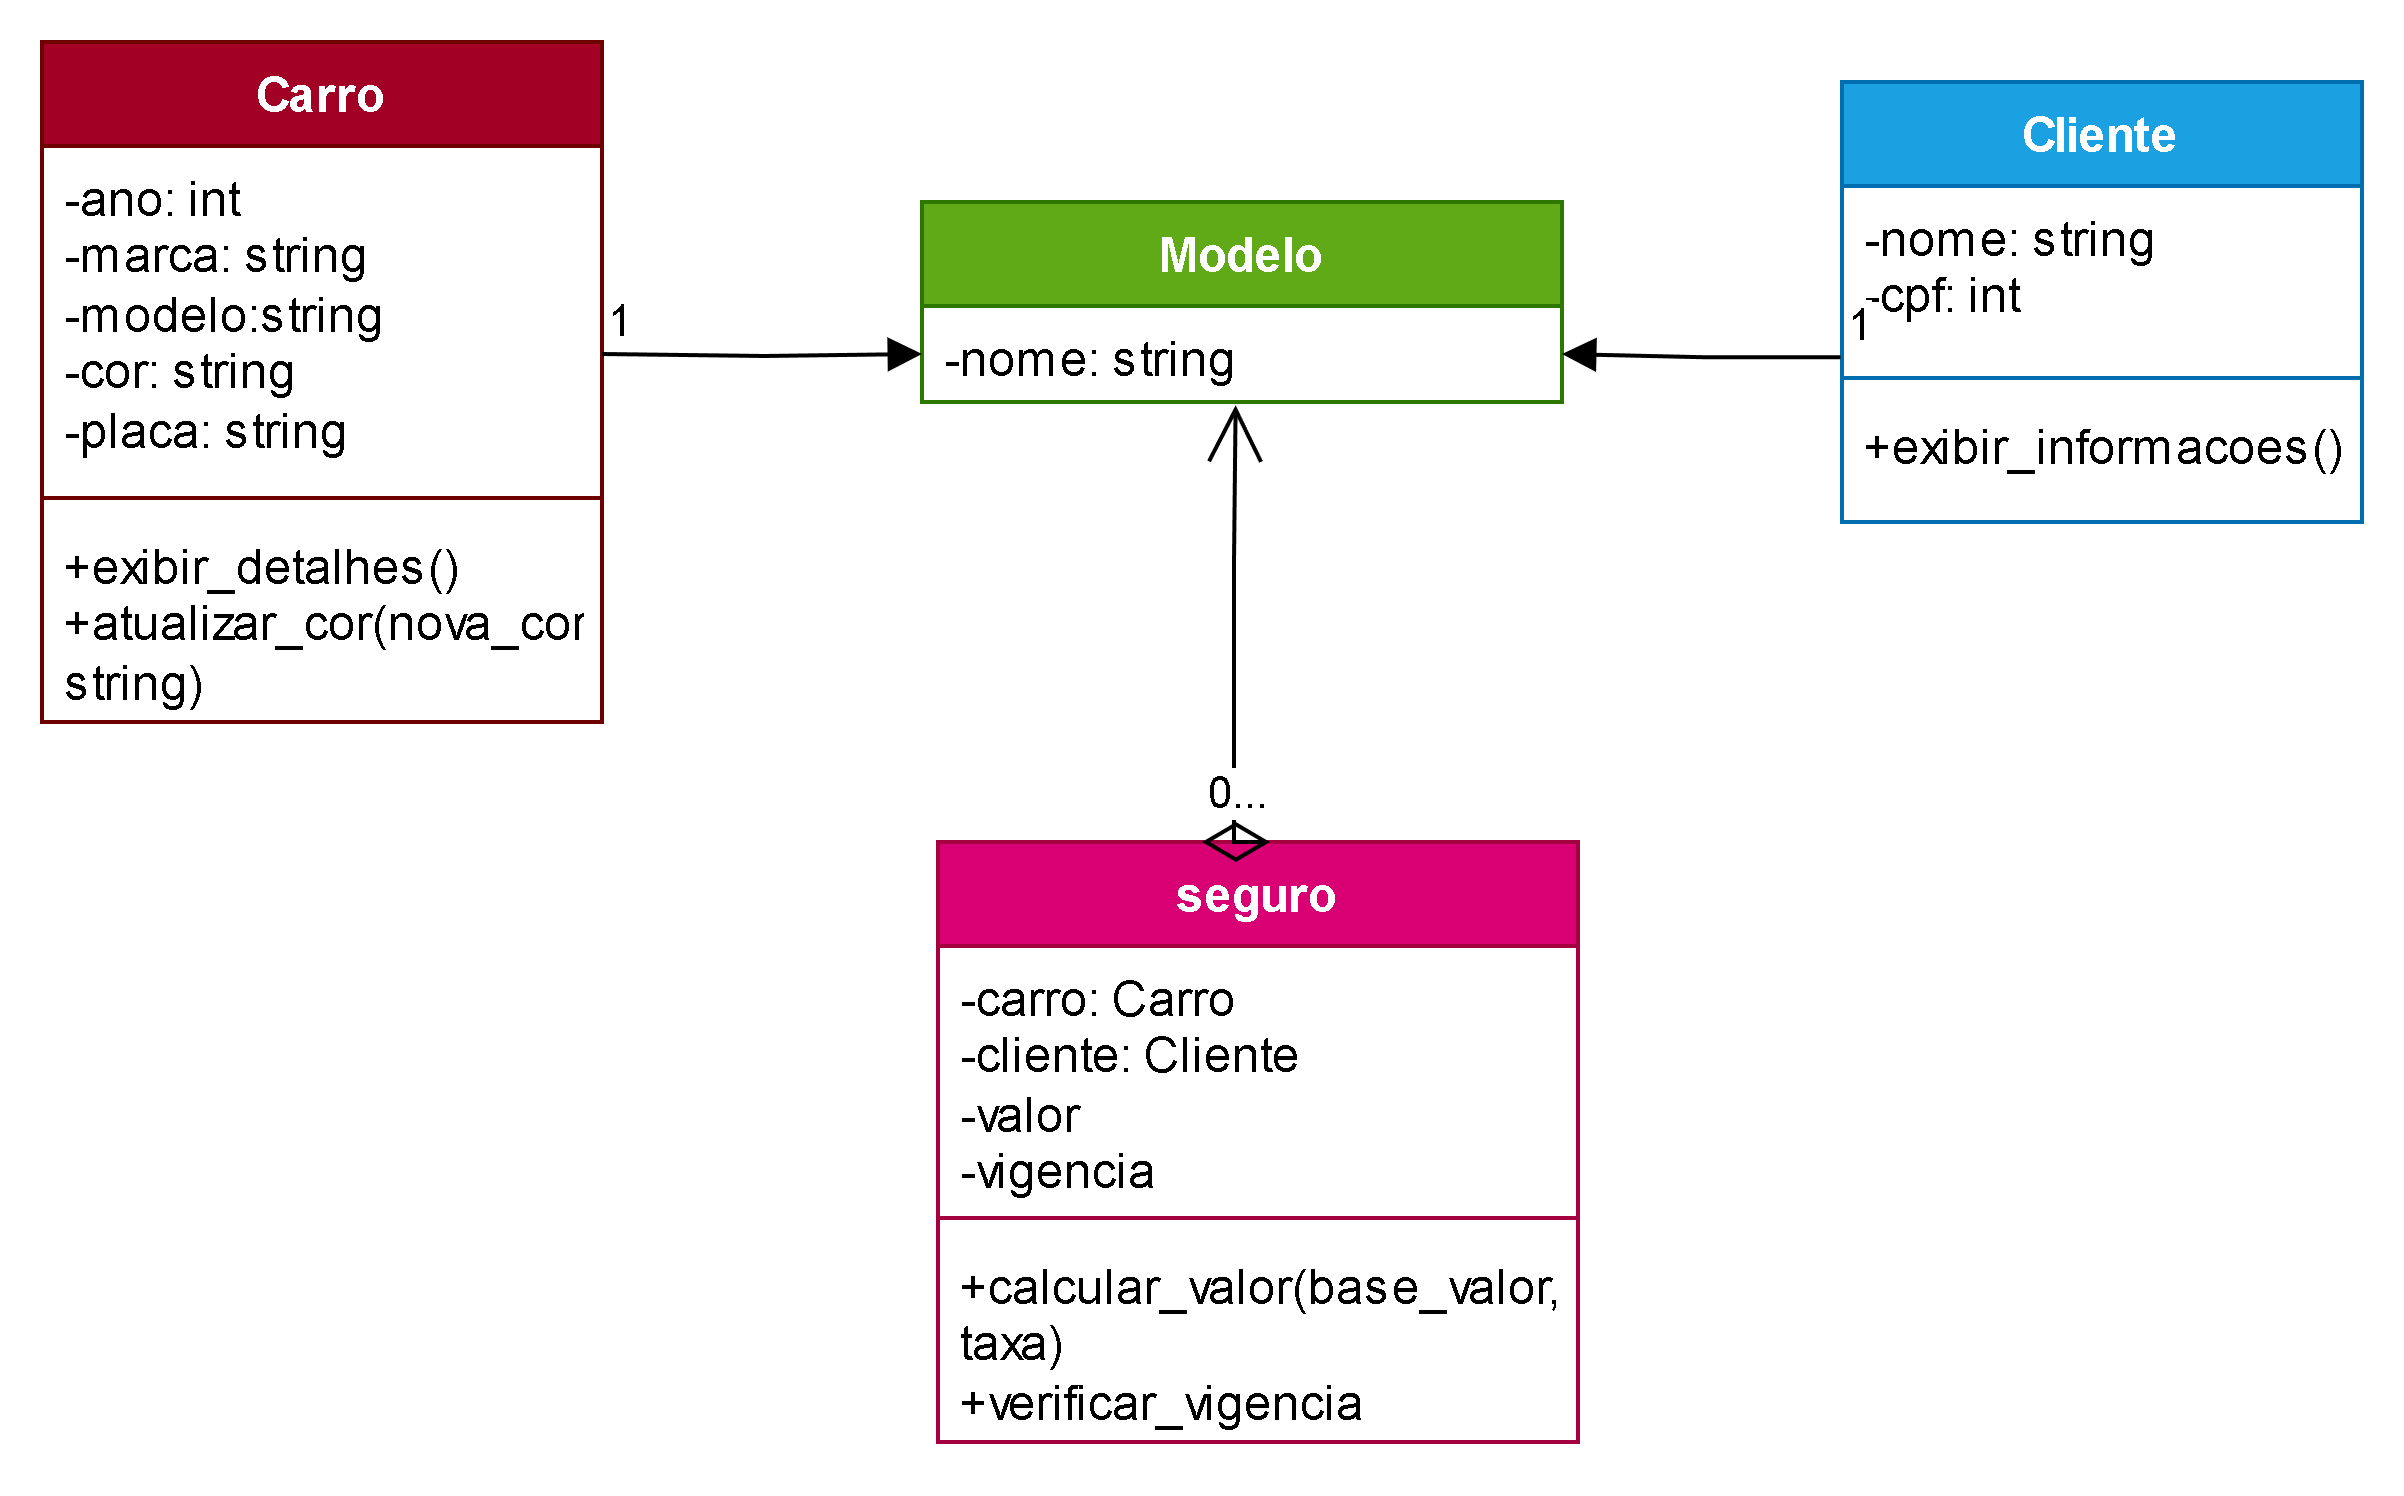 Carro
-ano: int
-marca: string
-modelo:string
-cor: string
-placa: string
+exibir_detalhes()
+atualizar_cor(nova_cor
string)
1
Modelo
-nome: string
Cliente
-nome: string
-cpf: int
1
+exibir_informacoes()
0...
seguro
-carro: Carro
-cliente: Cliente
-valor
-vigencia
+calcular_valor(base_valor,
taxa)
+verificar_vigencia